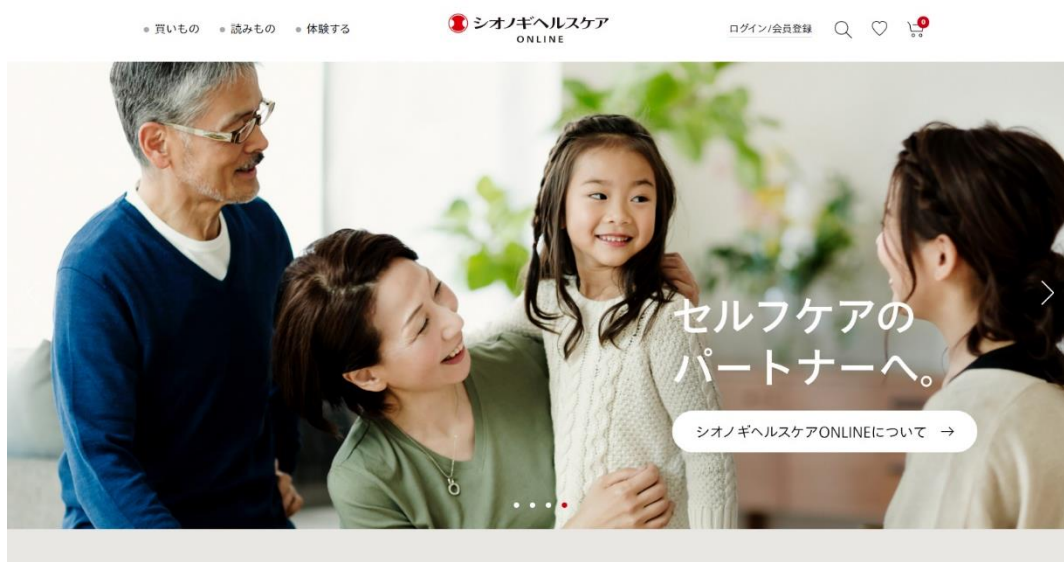 買いもの
読みもの
体験する
シオノギヘルスケア
ONLINE
ログイン/会員登録
0
セルフケアの
パートナーへ。
シオノギヘルスケアONLINEについて →